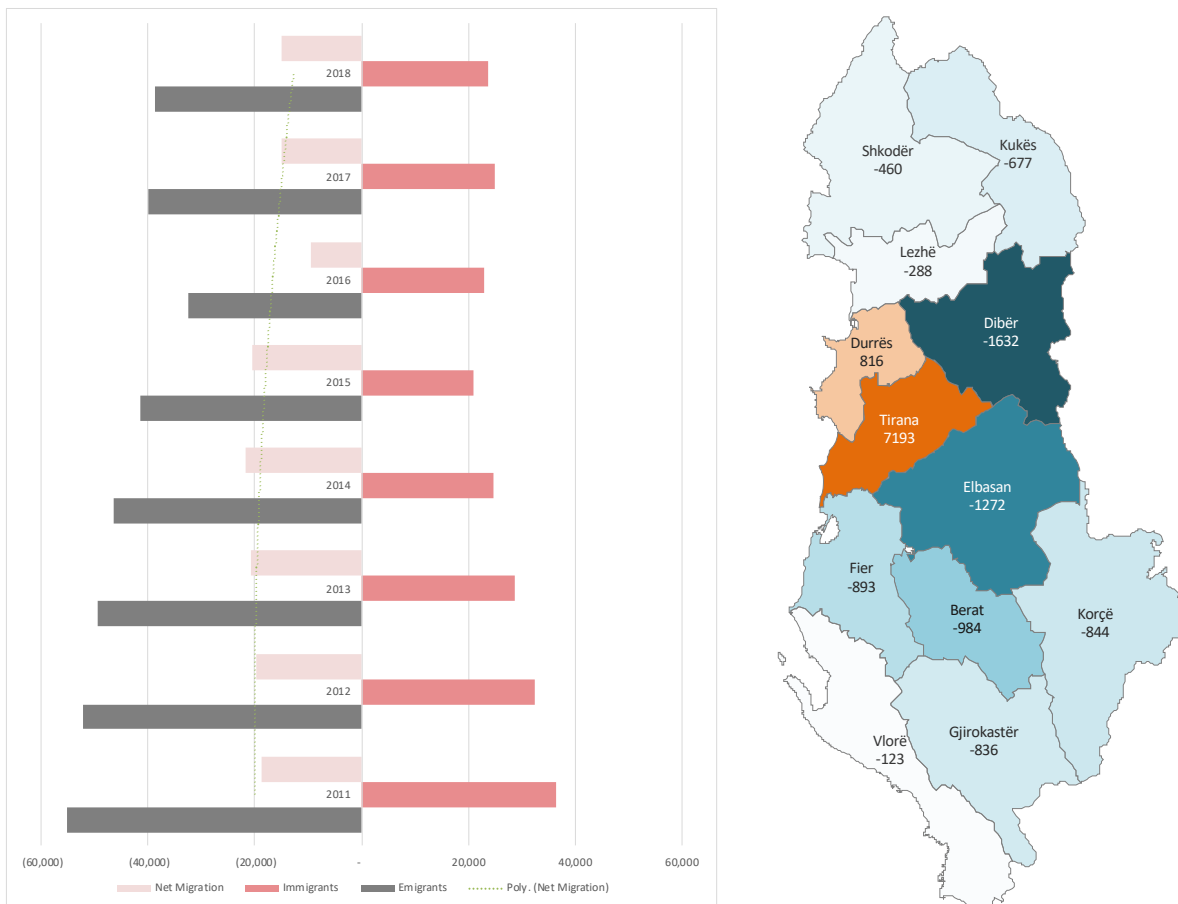 2018
2017
2016
2015
2014
2013
2012
2011
(60,000)
(40,000)
(20,000)
-
20,000
40,000
60,000
Net Migration
Immigrants
Emigrants
Poly. (Net Migration)
Shkodër
-460
Kukës
-677
Lezhë
-288
Dibër
-1632
Durrës
816
Tirana
7193
Elbasan
-1272
Fier
-893
Berat
-984
Korçë
-844
Gjirokastër
-836
Vlorë
-123